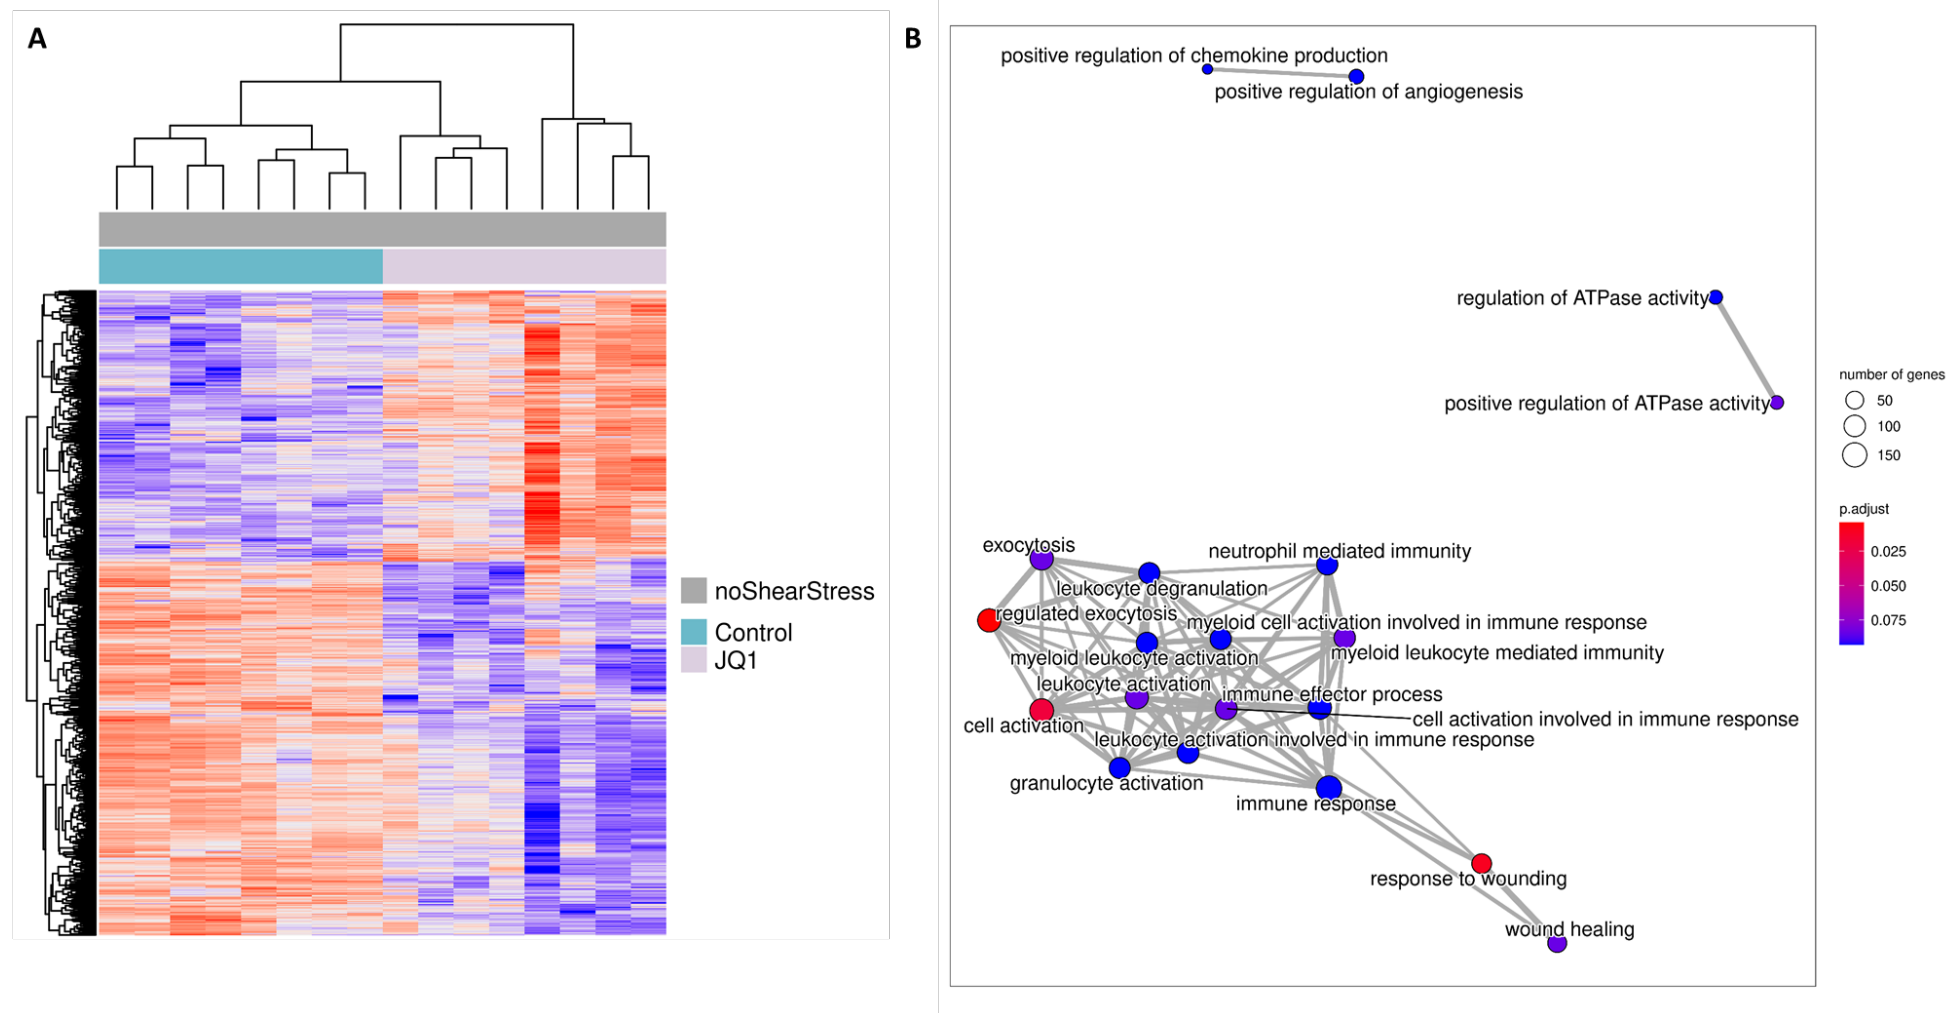 A
noShearStress
Control
JQ1
B
positive regulation of chemokine production
positive regulation of angiogenesis
regulation of ATPase activity
positive regulation of ATPase activity
exocytosis
neutrophil mediated immunity
leukocyte degranulation
regulated exocytosis
myeloid cell activation involved in immune response
myeloid leukocyte activation
myeloid leukocyte mediated immunity
leukocyte activation
immune effector process
cell activation involved in immune response
cell activation
leukocyte activation involved in immune response
granulocyte activation
immune response
response to wounding
wound healing
number of genes
50
100
150
p.adjust
0.025
0.050
0.075